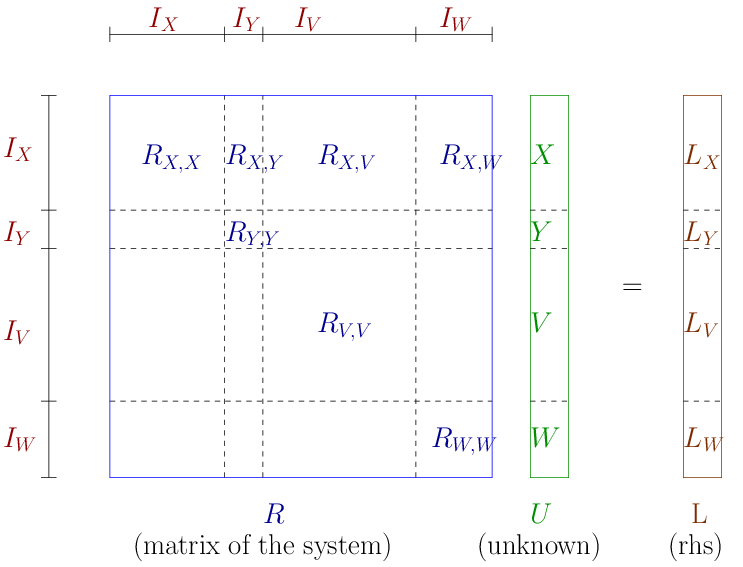 I_X I_Y I_V I_W
I_X R_{X,X} R_{X,Y} R_{X,V} R_{X,W} X L_X
I_Y R_{Y,Y} Y L_Y
=
I_V R_{V,V} V L_V
I_W R_{W,W} W L_W
R U L
(matrix of the system) (unknown) (rhs)